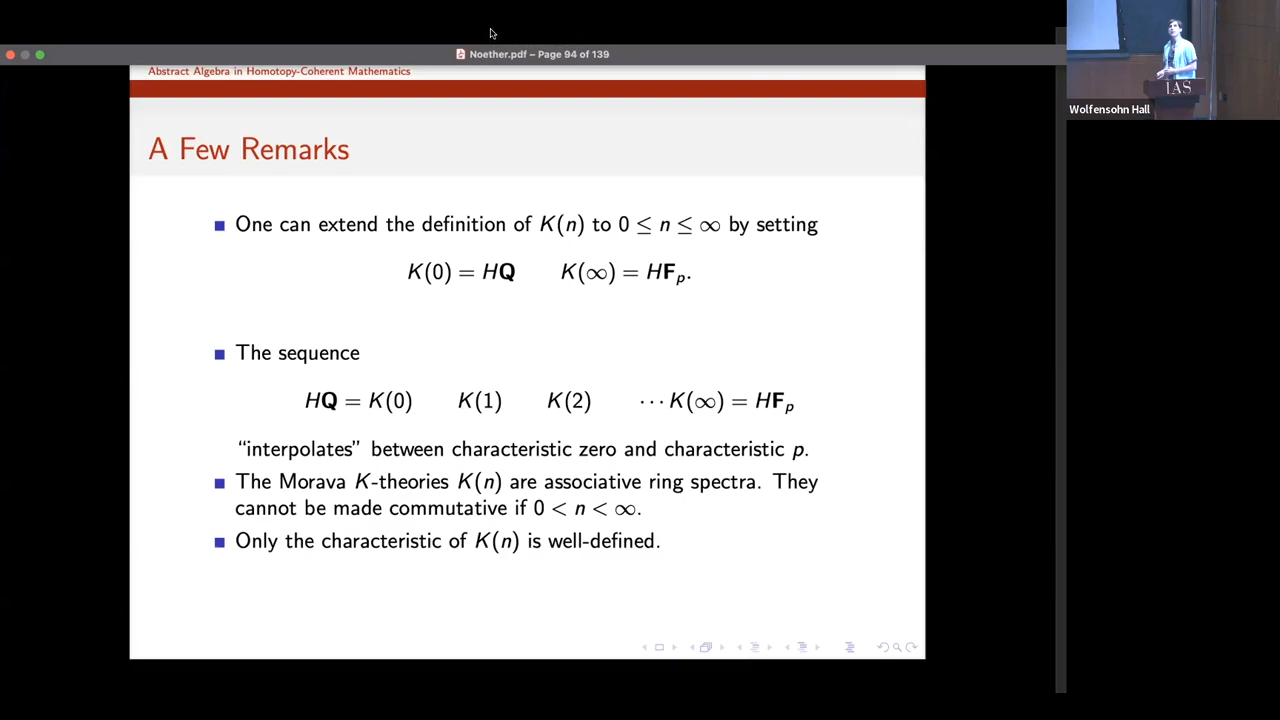 Noether.pdf – Page 94 of 139
Abstract Algebra in Homotopy-Coherent Mathematics
IAS
Wolfensohn Hall
A Few Remarks
One can extend the definition of K(n) to 0 ≤ n ≤ ∞ by setting
K(0) = HQ K(∞) = HFₚ.
The sequence
HQ = K(0) K(1) K(2) ··· K(∞) = HFₚ
“interpolates” between characteristic zero and characteristic p.
The Morava K-theories K(n) are associative ring spectra. They
cannot be made commutative if 0 < n < ∞.
Only the characteristic of K(n) is well-defined.